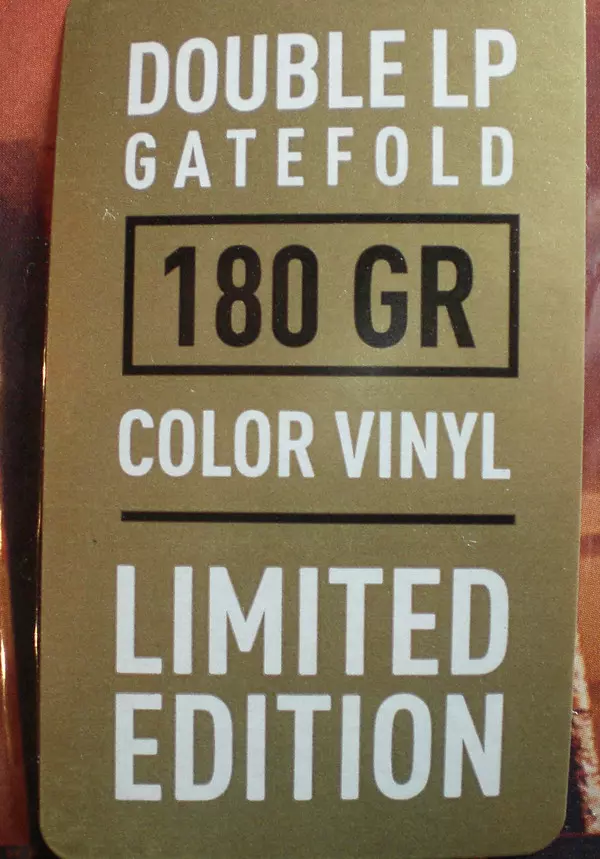 DOUBLE LP
GATEFOLD
180 GR
COLOR VINYL
LIMITED
EDITION